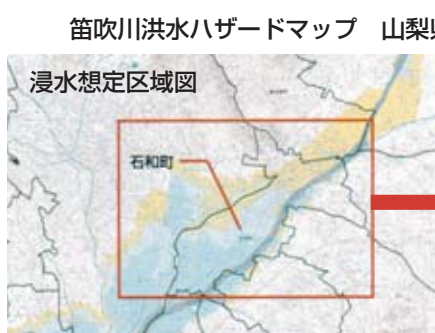 笛吹川洪水ハザードマップ 山梨
浸水想定区域図
石和町